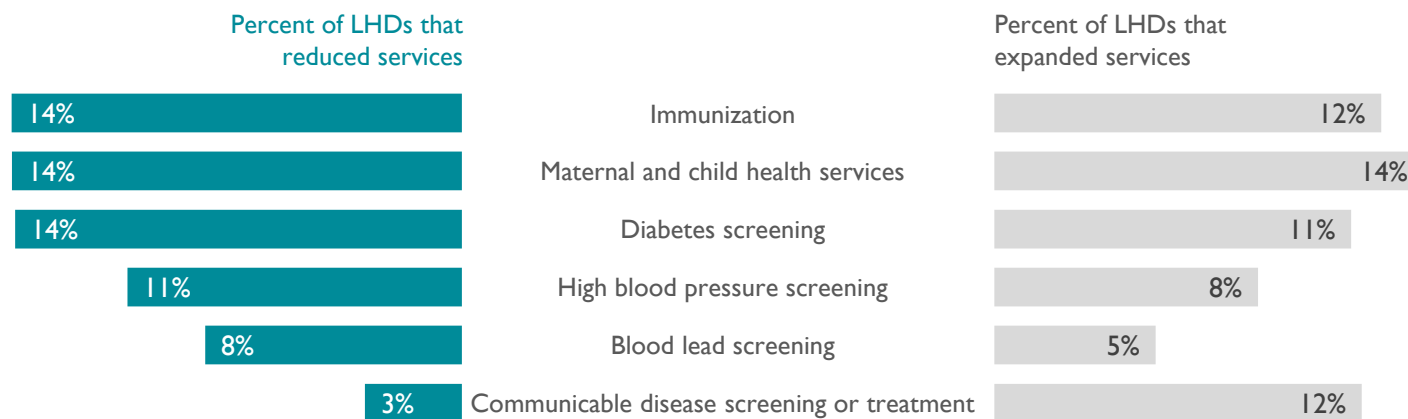 Percent of LHDs that
reduced services
Percent of LHDs that
expanded services
14% Immunization 12%
14% Maternal and child health services 14%
14% Diabetes screening 11%
11% High blood pressure screening 8%
8% Blood lead screening 5%
3% Communicable disease screening or treatment 12%